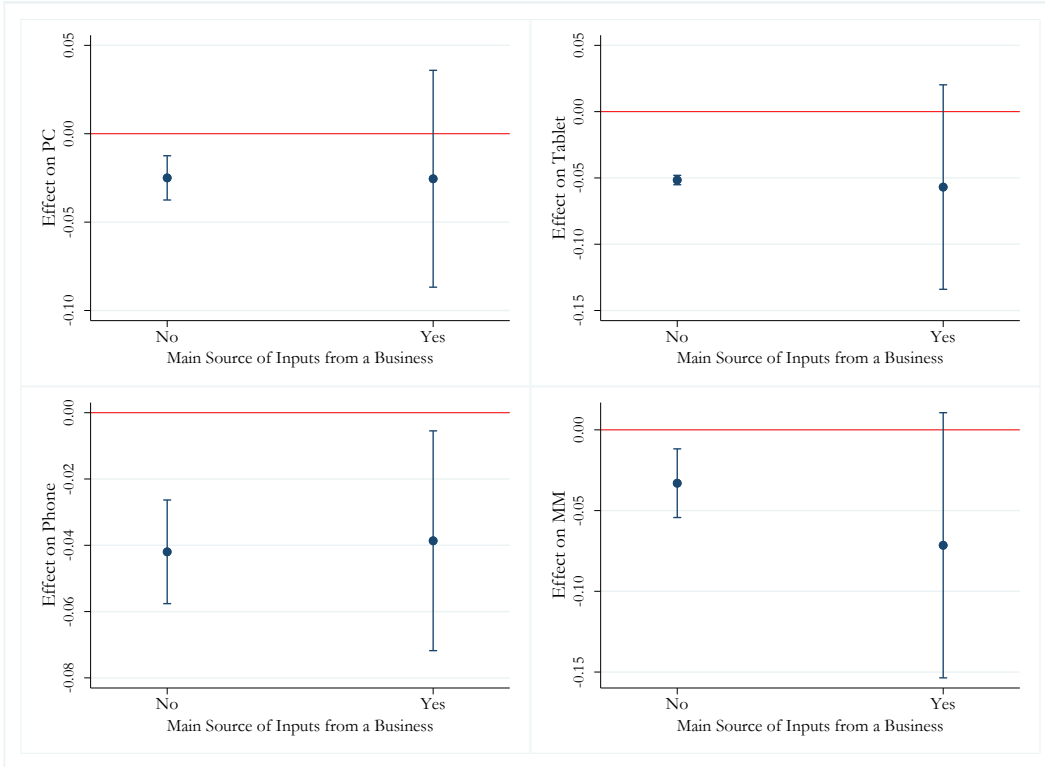 Effect on PC
0.05
0.00
-0.05
-0.10
No
Yes
Main Source of Inputs from a Business
Effect on Tablet
0.05
0.00
-0.05
-0.10
-0.15
No
Yes
Main Source of Inputs from a Business
Effect on Phone
0.00
-0.02
-0.04
-0.06
-0.08
No
Yes
Main Source of Inputs from a Business
Effect on MM
0.00
-0.05
-0.10
-0.15
No
Yes
Main Source of Inputs from a Business